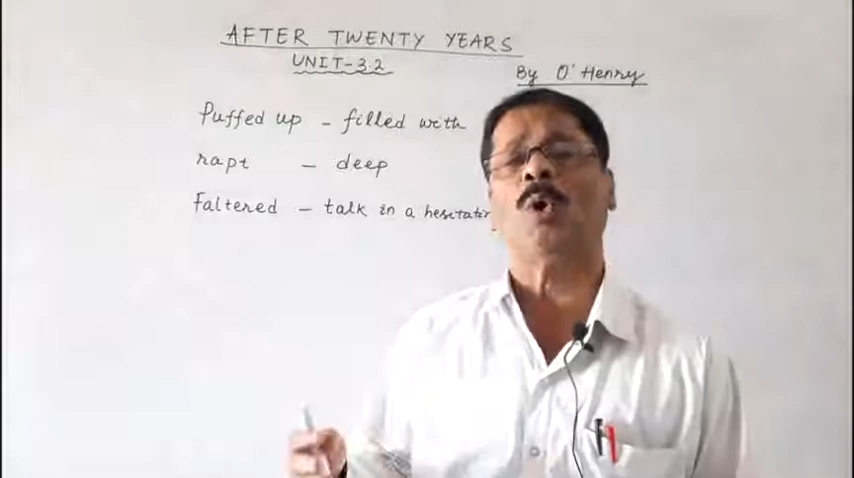 AFTER TWENTY YEARS
UNIT-3.2
By O'Henry
Puffed up - filled with
rapt - deep
Faltered - talk in a